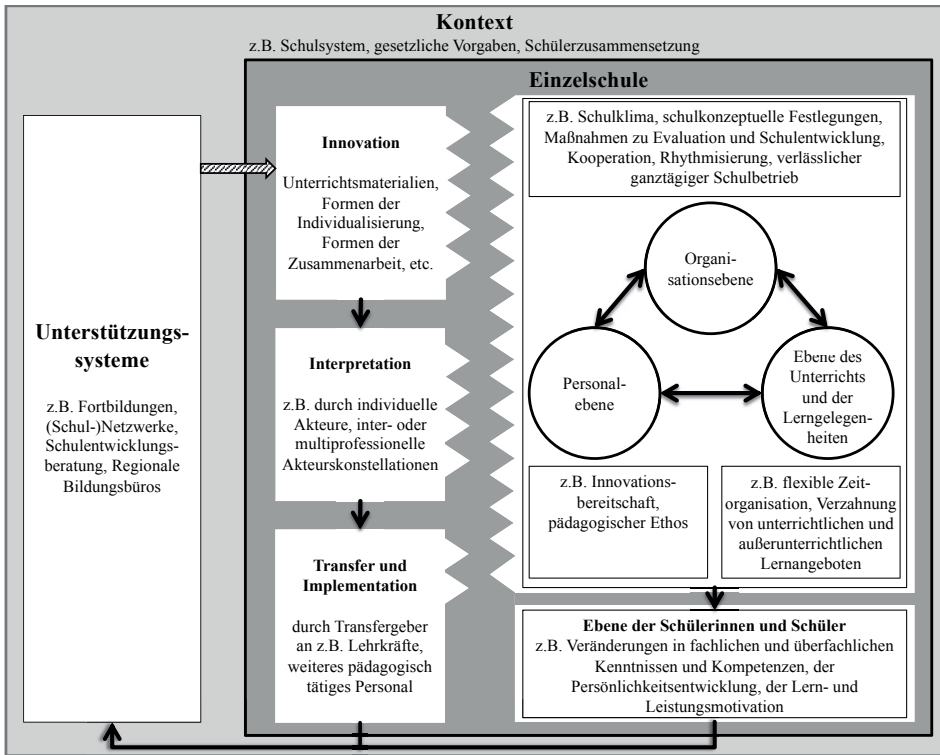 Kontext
z.B. Schulsystem, gesetzliche Vorgaben, Schülerzusammensetzung
Einzelschule
Unterstützungs-
systeme
z.B. Fortbildungen,
(Schul-)Netzwerke,
Schulentwicklungs-
beratung, Regionale
Bildungsbüros
Innovation
Unterrichtsmaterialien,
Formen der
Individualisierung,
Formen der
Zusammenarbeit, etc.
Interpretation
z.B. durch individuelle
Akteure, inter- oder
multiprofessionelle
Akteurskonstellationen
Transfer und
Implementation
durch Transfergeber
an z.B. Lehrkräfte,
weiteres pädagogisch
tätiges Personal
z.B. Schulklima, schulkonzeptuelle Festlegungen,
Maßnahmen zu Evaluation und Schulentwicklung,
Kooperation, Rhythmisierung, verlässlicher
ganztägiger Schulbetrieb
Organi-
sationsebene
Personal-
ebene
Ebene des
Unterrichts
und der
Lerngelegen-
heiten
z.B. Innovations-
bereitschaft,
pädagogischer Ethos
z.B. flexible Zeit-
organisation, Verzahnung
von unterrichtlichen und
außerunterrichtlichen
Lernangeboten
Ebene der Schülerinnen und Schüler
z.B. Veränderungen in fachlichen und überfachlichen
Kenntnissen und Kompetenzen, der
Persönlichkeitsentwicklung, der Lern- und
Leistungsmotivation